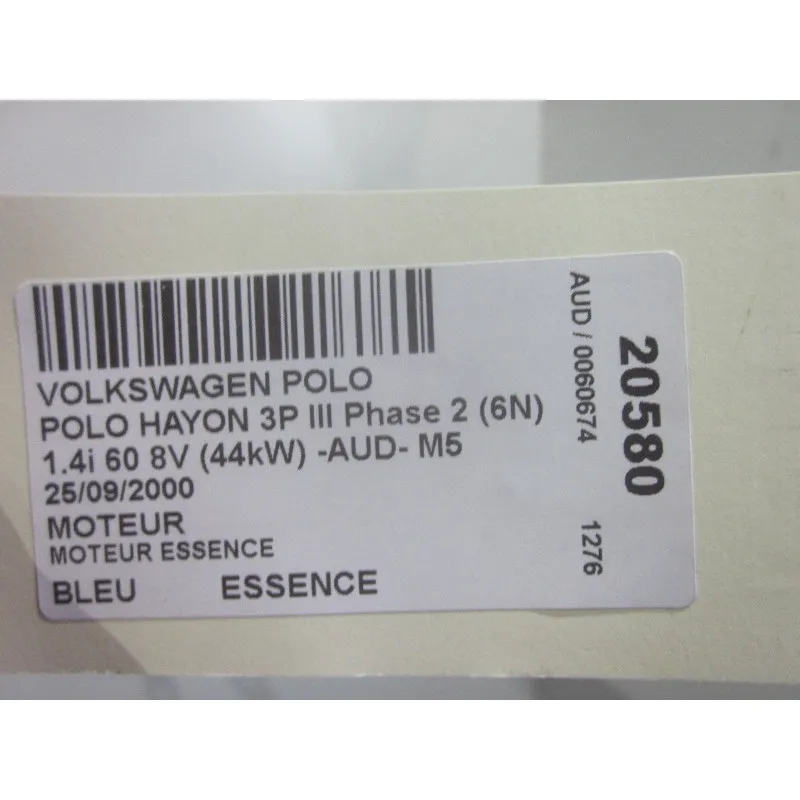 VOLKSWAGEN POLO
POLO HAYON 3P III Phase 2 (6N)
1.4i 60 8V (44kW) -AUD- M5
25/09/2000
MOTEUR
MOTEUR ESSENCE
BLEU ESSENCE
AUD / 0060674
1276
20580